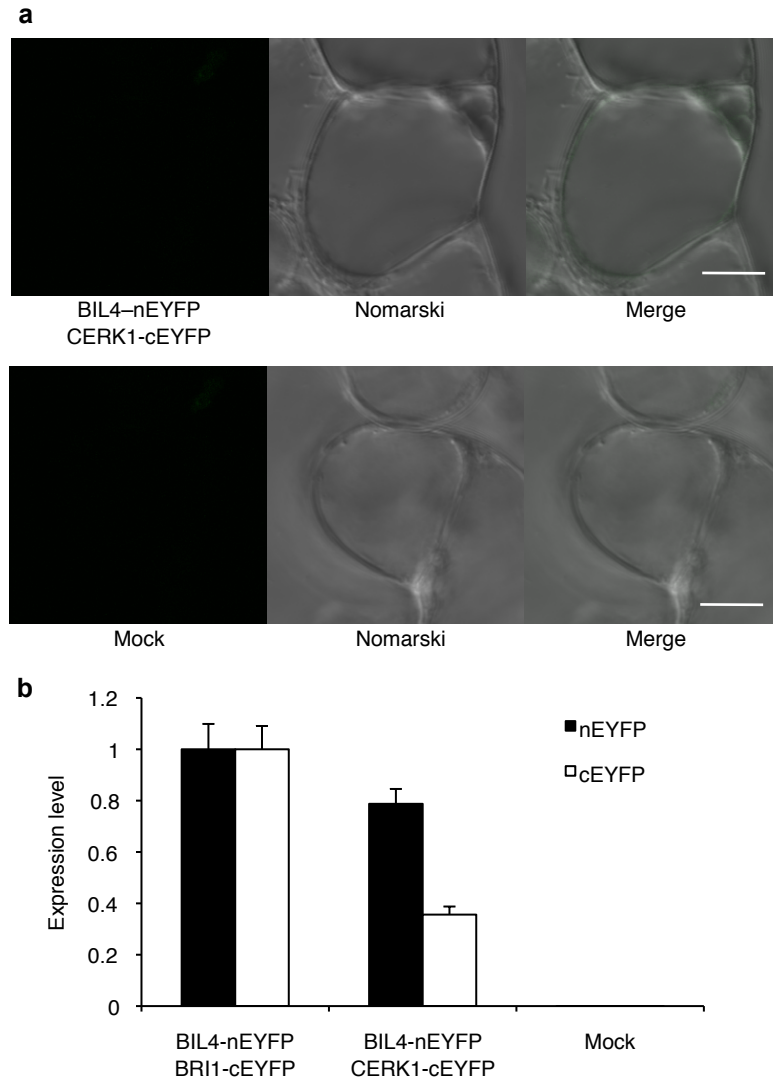 a
BIL4–nEYFP
CERK1-cEYFP
Nomarski
Merge
Mock
Nomarski
Merge
b
1.2
1
0.8
0.6
0.4
0.2
0
Expression level
nEYFP
cEYFP
BIL4-nEYFP
BRI1-cEYFP
BIL4-nEYFP
CERK1-cEYFP
Mock